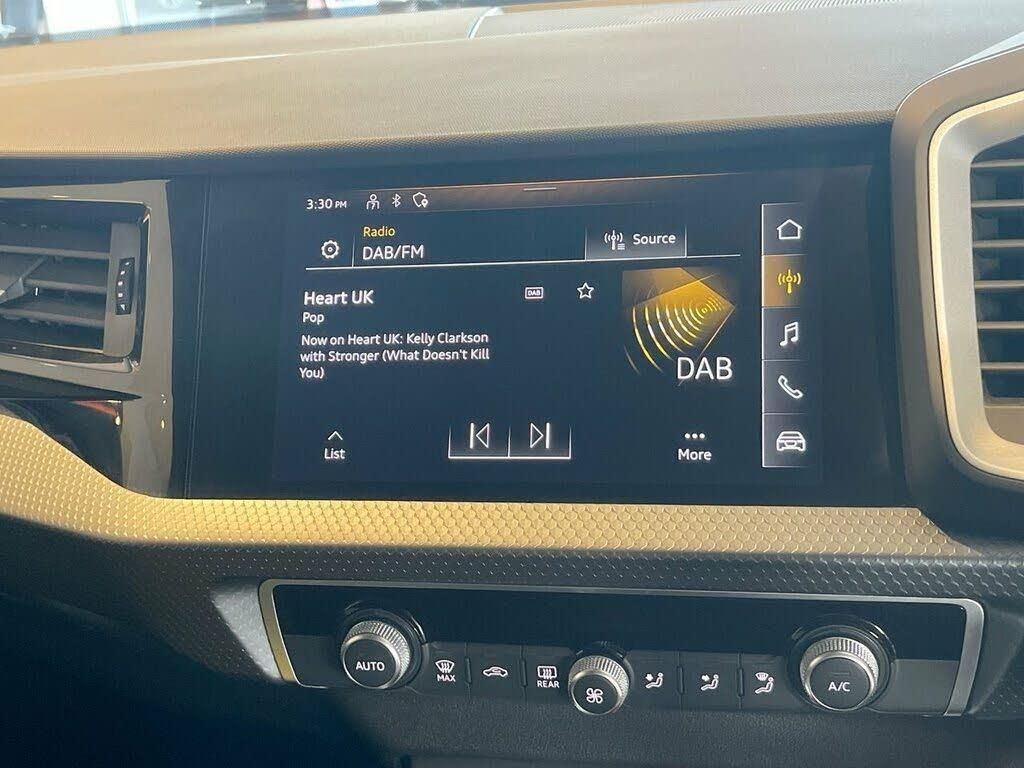 3:30 PM
Radio
DAB/FM
Source
Heart UK
DAB
Pop
Now on Heart UK: Kelly Clarkson
with Stronger (What Doesn't Kill
You)
DAB
List
More
AUTO
MAX
REAR
A/C